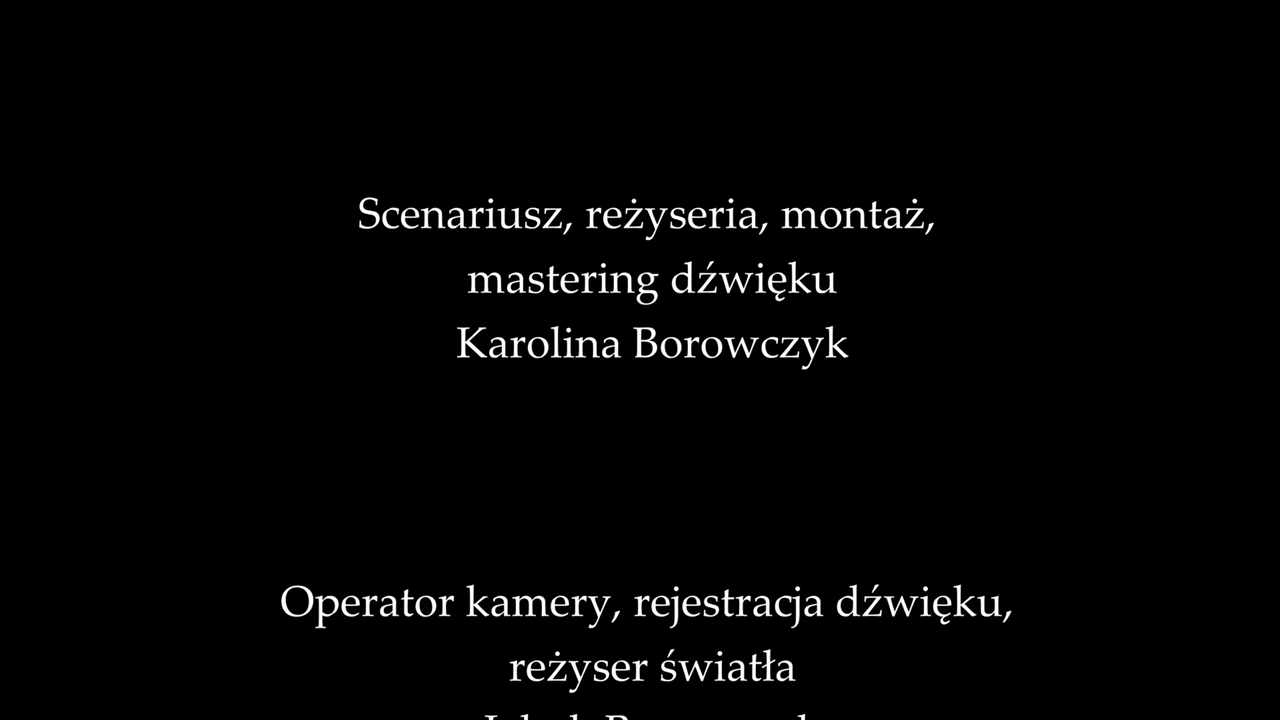 Scenariusz, reżyseria, montaż,
mastering dźwięku
Karolina Borowczyk
Operator kamery, rejestracja dźwięku,
reżyser światła